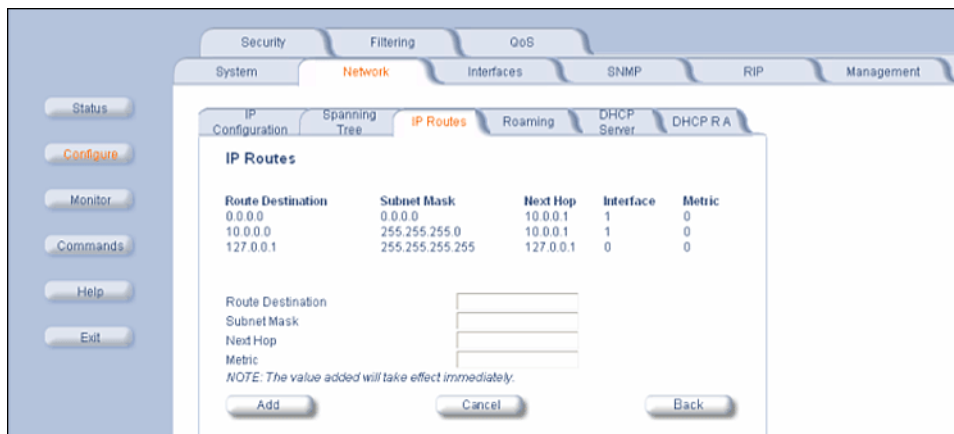 Security Filtering QoS
System Network Interfaces SNMP RIP Management
Status
Configure
Monitor
Commands
Help
Exit
IP Configuration Spanning Tree IP Routes Roaming DHCP Server DHCP R A
IP Routes
Route Destination Subnet Mask Next Hop Interface Metric
0.0.0.0 0.0.0.0 10.0.0.1 1 0
10.0.0.0 255.255.255.0 10.0.0.1 1 0
127.0.0.1 255.255.255.255 127.0.0.1 0 0
Route Destination
Subnet Mask
Next Hop
Metric
NOTE: The value added will take effect immediately.
Add Cancel Back